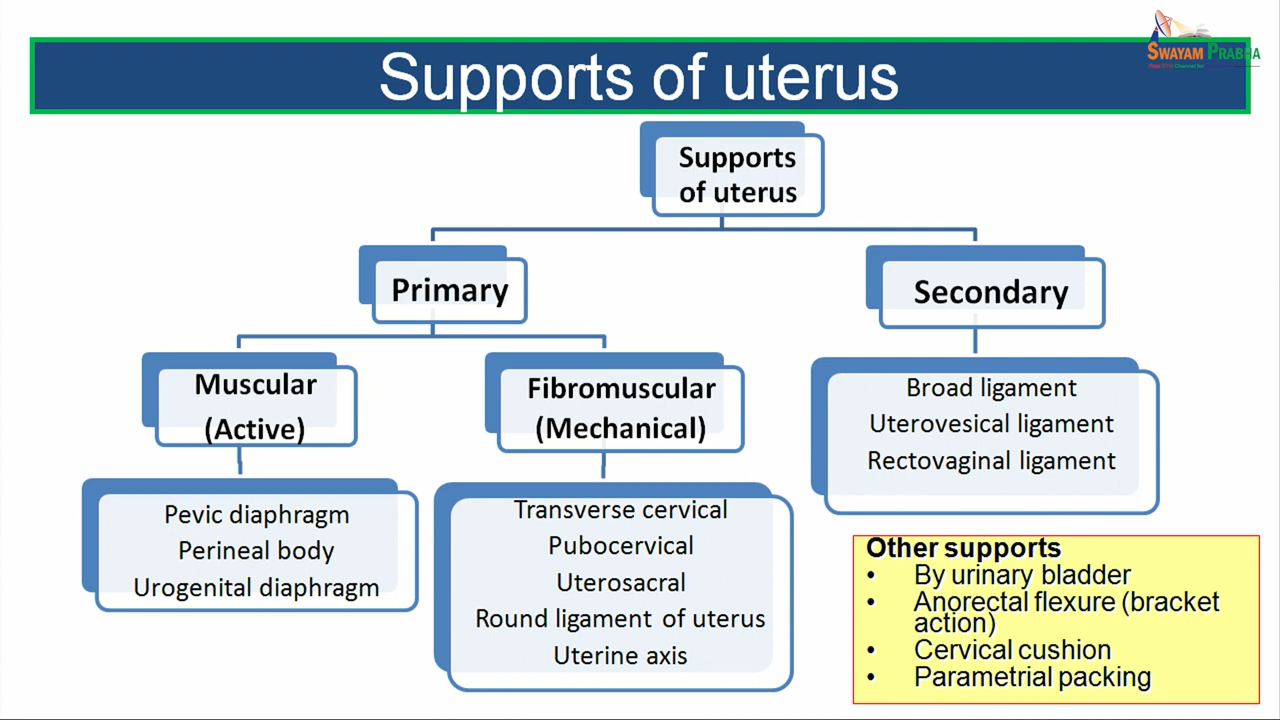 SWAYAM PRABHA
Supports of uterus
Supports
of uterus
Primary
Secondary
Muscular
(Active)
Fibromuscular
(Mechanical)
Broad ligament
Uterovesical ligament
Rectovaginal ligament
Pevic diaphragm
Perineal body
Urogenital diaphragm
Transverse cervical
Pubocervical
Uterosacral
Round ligament of uterus
Uterine axis
Other supports
• By urinary bladder
• Anorectal flexure (bracket
action)
• Cervical cushion
• Parametrial packing